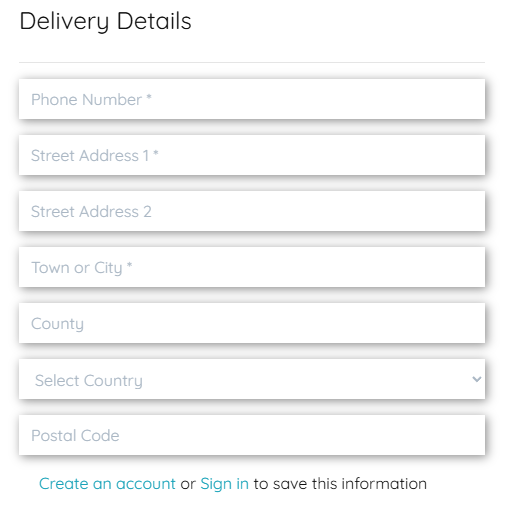 Delivery Details
Phone Number *
Street Address 1 *
Street Address 2
Town or City *
County
Select Country
Postal Code
Create an account or Sign in to save this information